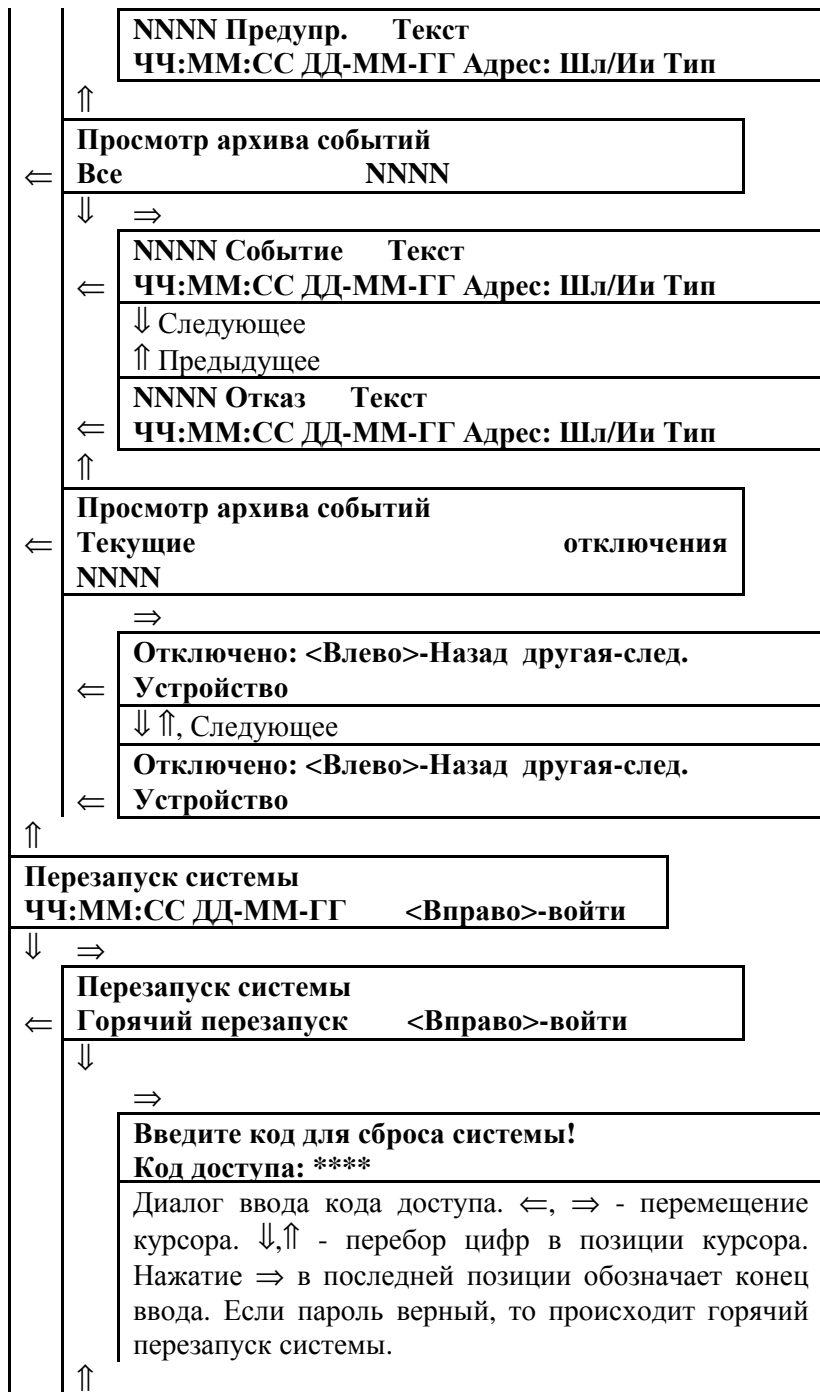 NNNN Предупр. Текст
ЧЧ:ММ:СС ДД-ММ-ГГ Адрес: Шл/Ии Тип
⇑
Просмотр архива событий
⇐ Все NNNN
⇓ ⇒
NNNN Событие Текст
⇐ ЧЧ:ММ:СС ДД-ММ-ГГ Адрес: Шл/Ии Тип
⇓ Следующее
⇑ Предыдущее
NNNN Отказ Текст
⇐ ЧЧ:ММ:СС ДД-ММ-ГГ Адрес: Шл/Ии Тип
⇑
Просмотр архива событий
⇐ Текущие отключения
NNNN
⇒
Отключено: <Влево>-Назад другая-след.
⇐ Устройство
⇓ ⇑, Следующее
Отключено: <Влево>-Назад другая-след.
⇐ Устройство
⇑
Перезапуск системы
ЧЧ:ММ:СС ДД-ММ-ГГ <Вправо>-войти
⇓ ⇒
Перезапуск системы
⇐ Горячий перезапуск <Вправо>-войти
⇓
⇒
Введите код для сброса системы!
Код доступа: ****
Диалог ввода кода доступа. ⇐, ⇒ - перемещение
курсора. ⇓,⇑ - перебор цифр в позиции курсора.
Нажатие ⇒ в последней позиции обозначает конец
ввода. Если пароль верный, то происходит горячий
перезапуск системы.
⇑